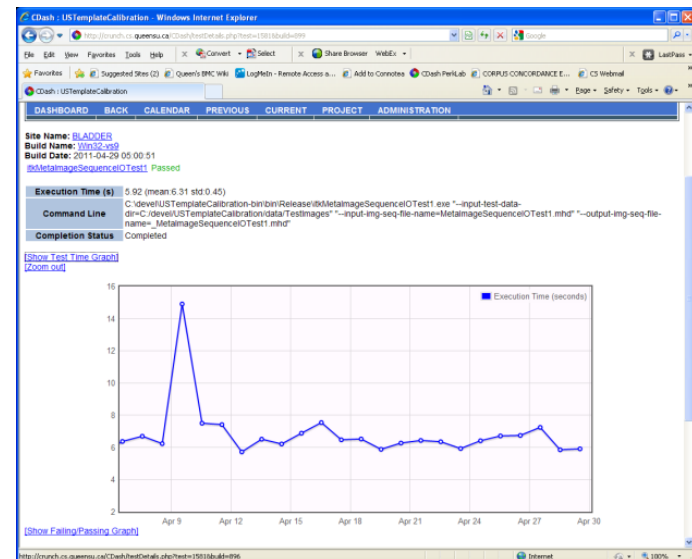 CDash : USTemplateCalibration - Windows Internet Explorer
http://crunch.cs.queensu.ca/CDash/testDetails.php?test=15816&build=899
Google
File Edit View Favorites Tools Help x Convert Select x Share Browser WebEx x LastPass
Favorites Suggested Sites (2) Queen's BMC Wiki LogMeIn - Remote Access a... Add to Connotea CDash PerkLab CORPUS CONCORDANCE E... CS Webmail
CDash : USTemplateCalibration
Page Safety Tools
DASHBOARD BACK CALENDAR PREVIOUS CURRENT PROJECT ADMINISTRATION
Site Name: BLADDER
Build Name: Win32-vs9
Build Date: 2011-04-29 05:00:51
itkMetaImageSequenceIOTest1 Passed
Execution Time (s) 5.92 (mean:6.31 std:0.45)
Command Line C:\devel\USTemplateCalibration-bin\bin\Release\itkMetaImageSequenceIOTest1.exe "--input-test-data-
dir=C:/devel/USTemplateCalibration/data/TestImages" "--input-img-seq-file-name=MetaImageSequenceIOTest1.mhd" "--output-img-seq-file-
name=_MetaImageSequenceIOTest1.mhd"
Completion Status Completed
[Show Test Time Graph]
[Zoom out]
Execution Time (seconds)
16
14
12
10
8
6
4
2
Apr 9 Apr 12 Apr 15 Apr 18 Apr 21 Apr 24 Apr 27 Apr 30
[Show Failing/Passing Graph]
http://crunch.cs.queensu.ca/CDash/testDetails.php?test=15816&build=896
Internet
100%